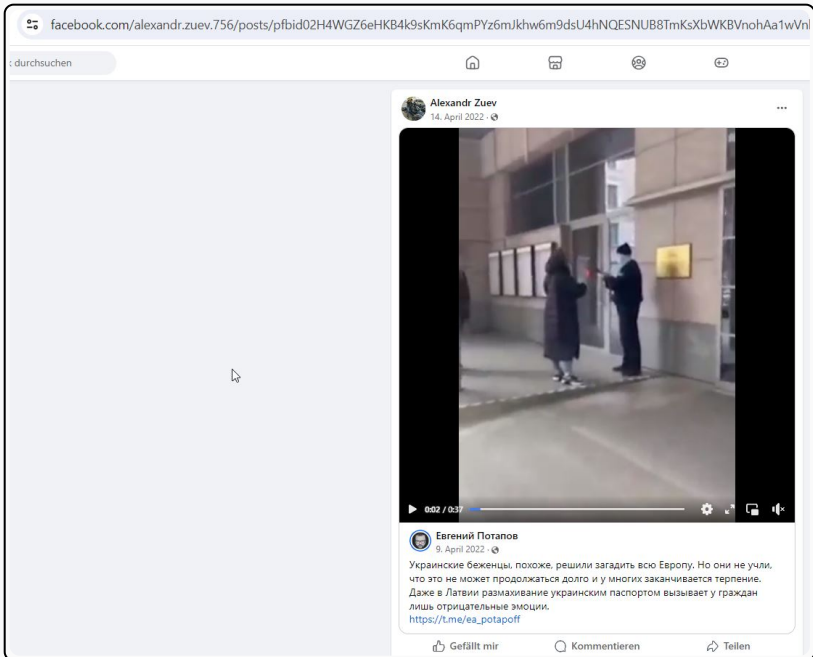 facebook.com/alexandr.zuev.756/posts/pfbid02H4WGZ6eHKB4k9sKmK6qmPYz6mJkhw6m9dsU4hNQESNUB8TmKsXbWKBVnohAa1wVnl
durchsuchen
Alexandr Zuev
14. April 2022 ·
0:02 / 0:37
Евгений Потапов
9. April 2022 ·
Украинские беженцы, похоже, решили загадить всю Европу. Но они не учли,
что это не может продолжаться долго и у многих заканчивается терпение.
Даже в Латвии размахивание украинским паспортом вызывает у граждан
лишь отрицательные эмоции.
https://t.me/ea_potapoff
Gefällt mir
Kommentieren
Teilen